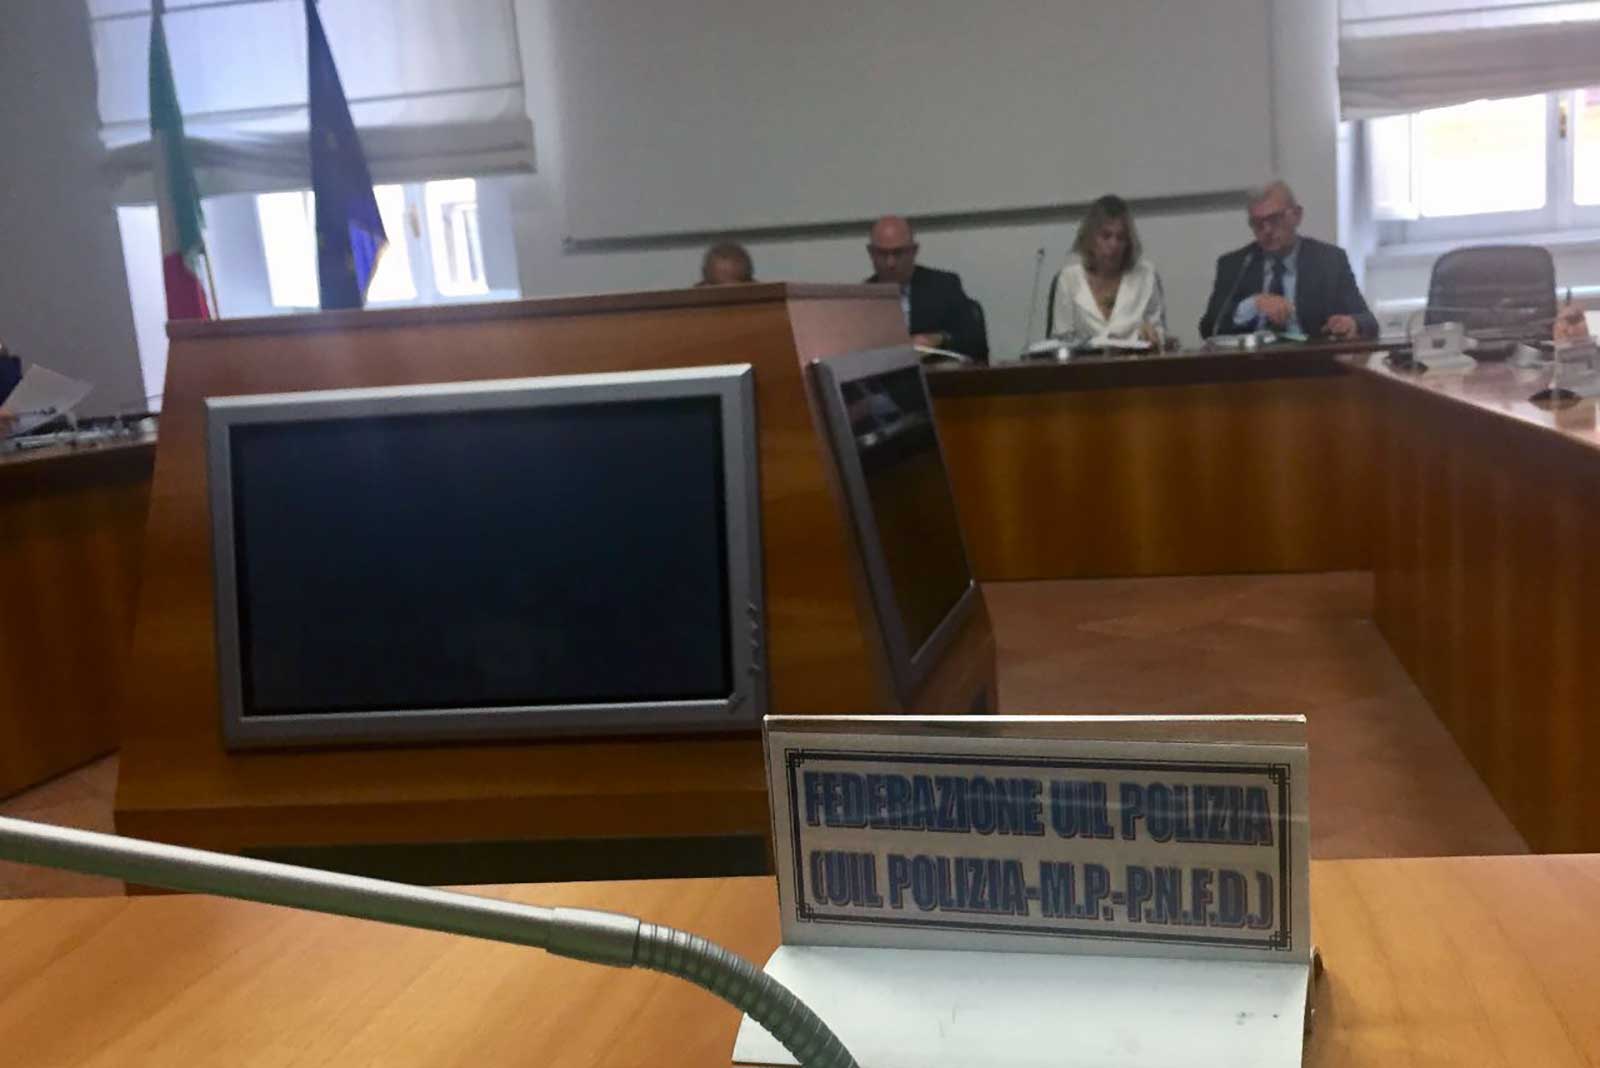 FEDERAZIONE UIL POLIZIA
(UIL POLIZIA-M.P.-P.N.F.D.)